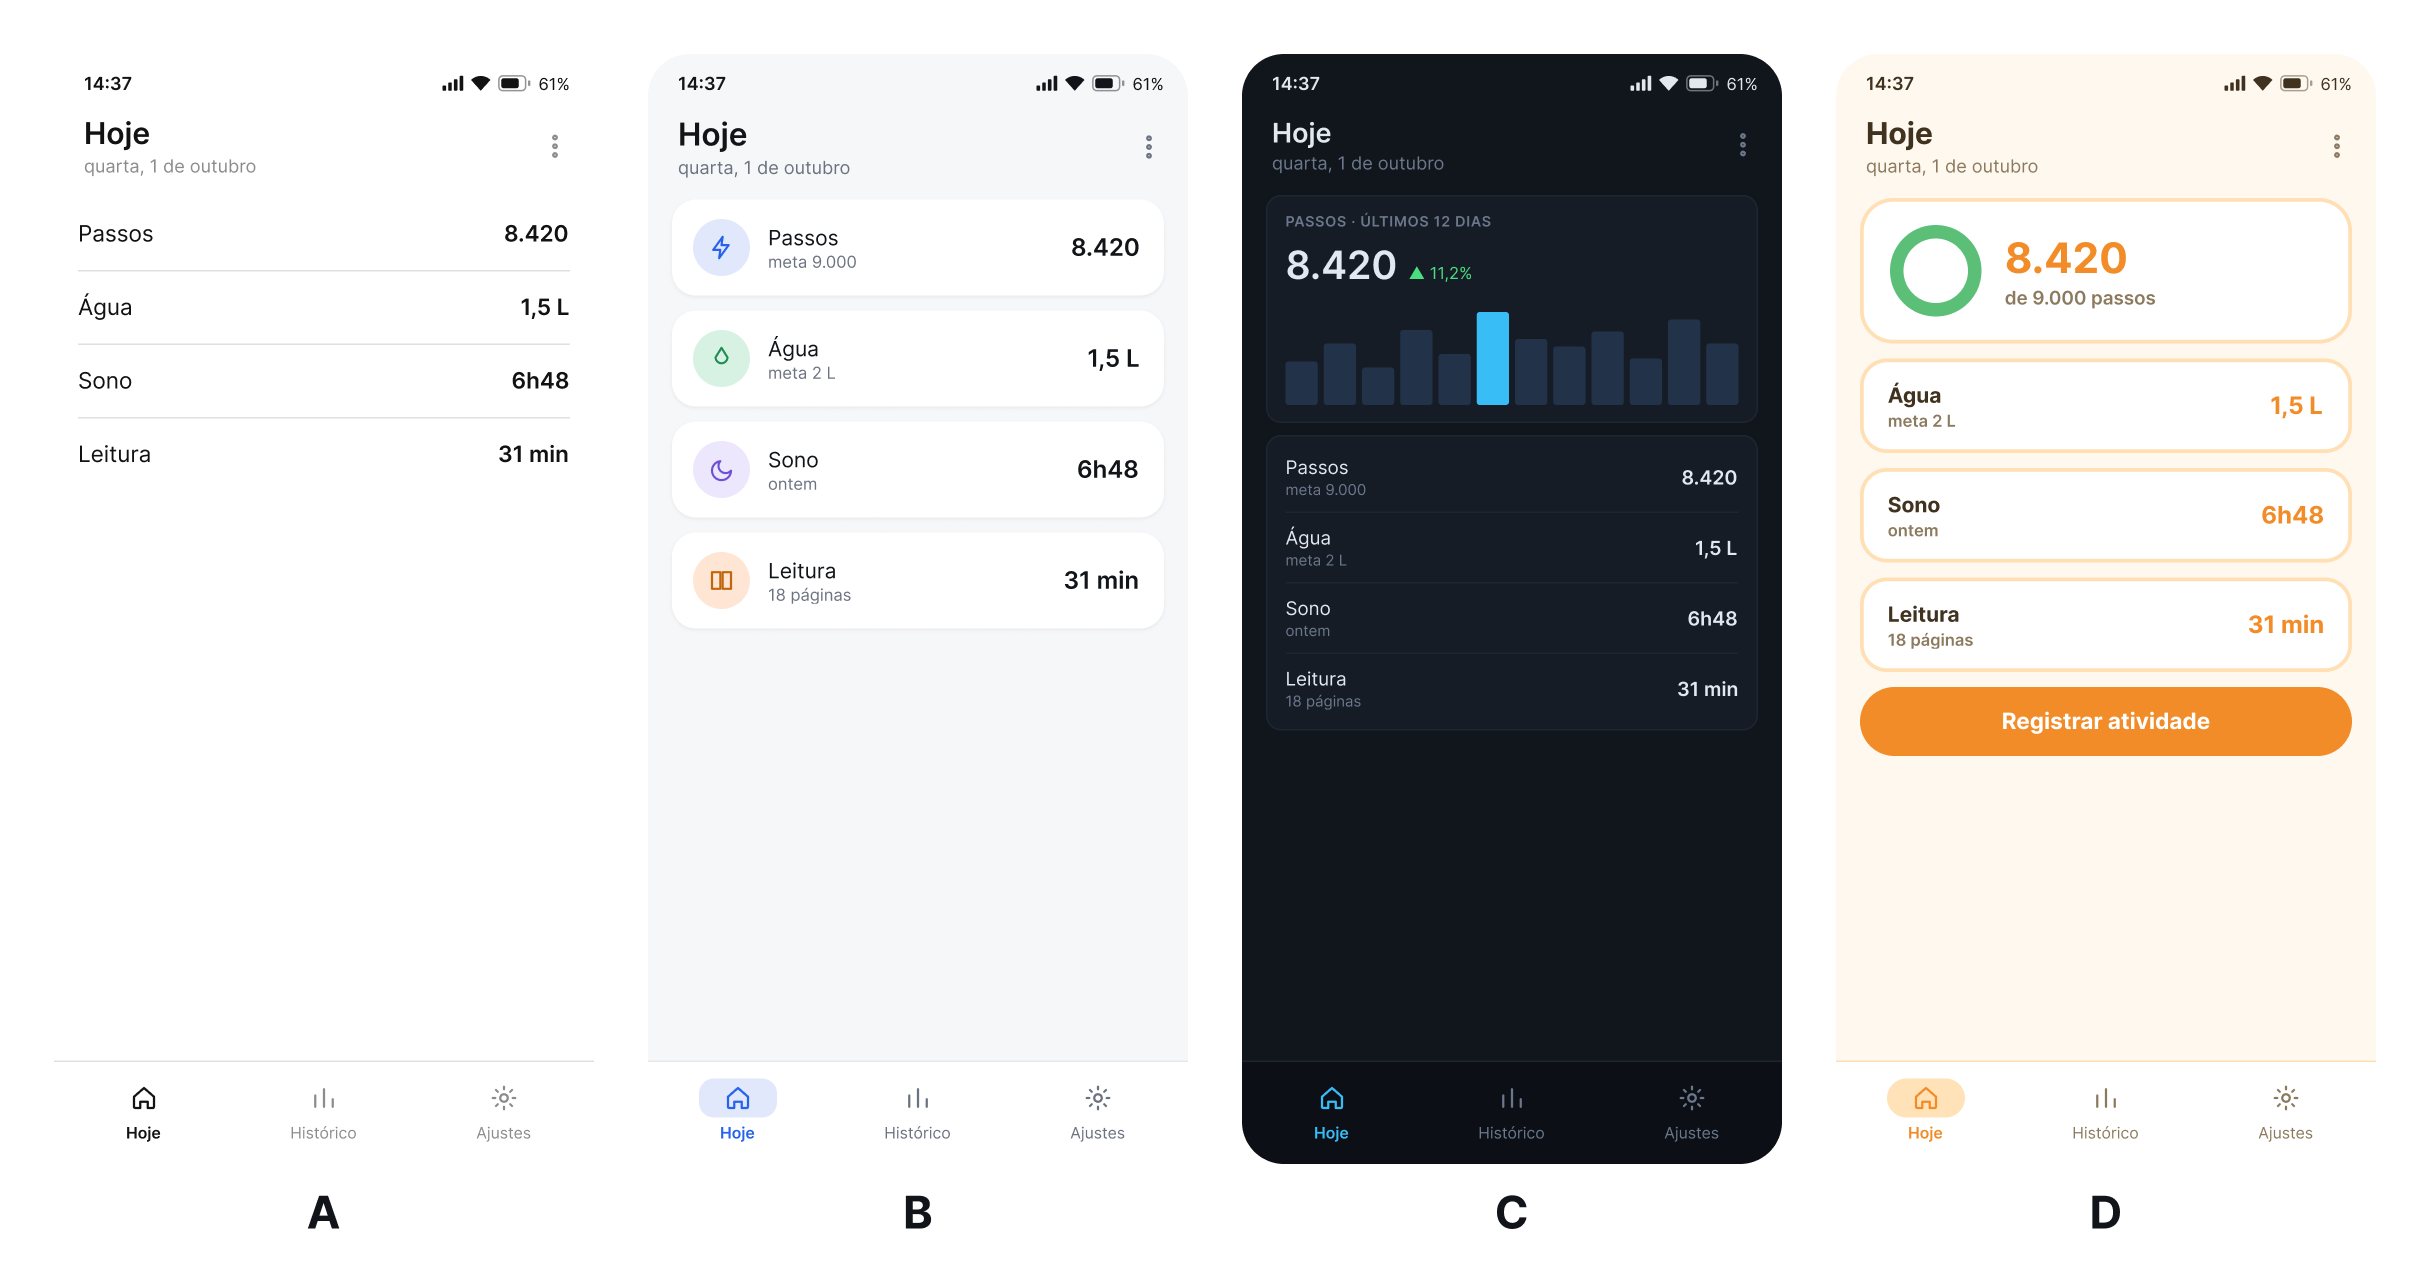 14:37 61%
Hoje
quarta, 1 de outubro
Passos 8.420
Água 1,5 L
Sono 6h48
Leitura 31 min
Hoje Histórico Ajustes
A
14:37 61%
Hoje
quarta, 1 de outubro
Passos
meta 9.000
8.420
Água
meta 2 L
1,5 L
Sono
ontem
6h48
Leitura
18 páginas
31 min
Hoje Histórico Ajustes
B
14:37 61%
Hoje
quarta, 1 de outubro
PASSOS · ÚLTIMOS 12 DIAS
8.420 ▲ 11,2%
Passos
meta 9.000
8.420
Água
meta 2 L
1,5 L
Sono
ontem
6h48
Leitura
18 páginas
31 min
Hoje Histórico Ajustes
C
14:37 61%
Hoje
quarta, 1 de outubro
8.420
de 9.000 passos
Água
meta 2 L
1,5 L
Sono
ontem
6h48
Leitura
18 páginas
31 min
Registrar atividade
Hoje Histórico Ajustes
D